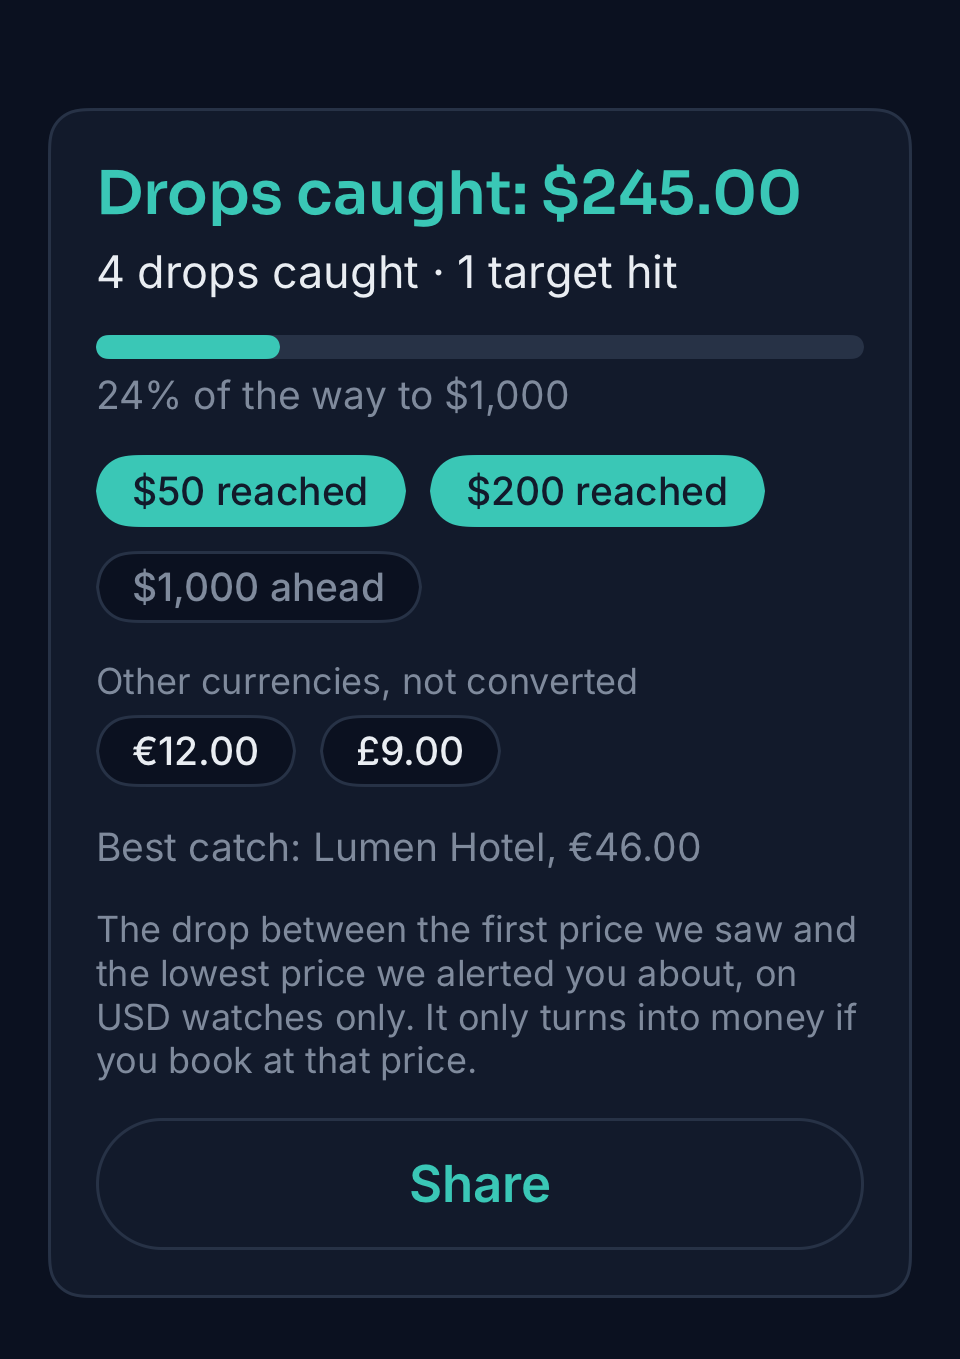 Drops caught: $245.00
4 drops caught · 1 target hit
24% of the way to $1,000
$50 reached
$200 reached
$1,000 ahead
Other currencies, not converted
€12.00
£9.00
Best catch: Lumen Hotel, €46.00
The drop between the first price we saw and
the lowest price we alerted you about, on
USD watches only. It only turns into money if
you book at that price.
Share